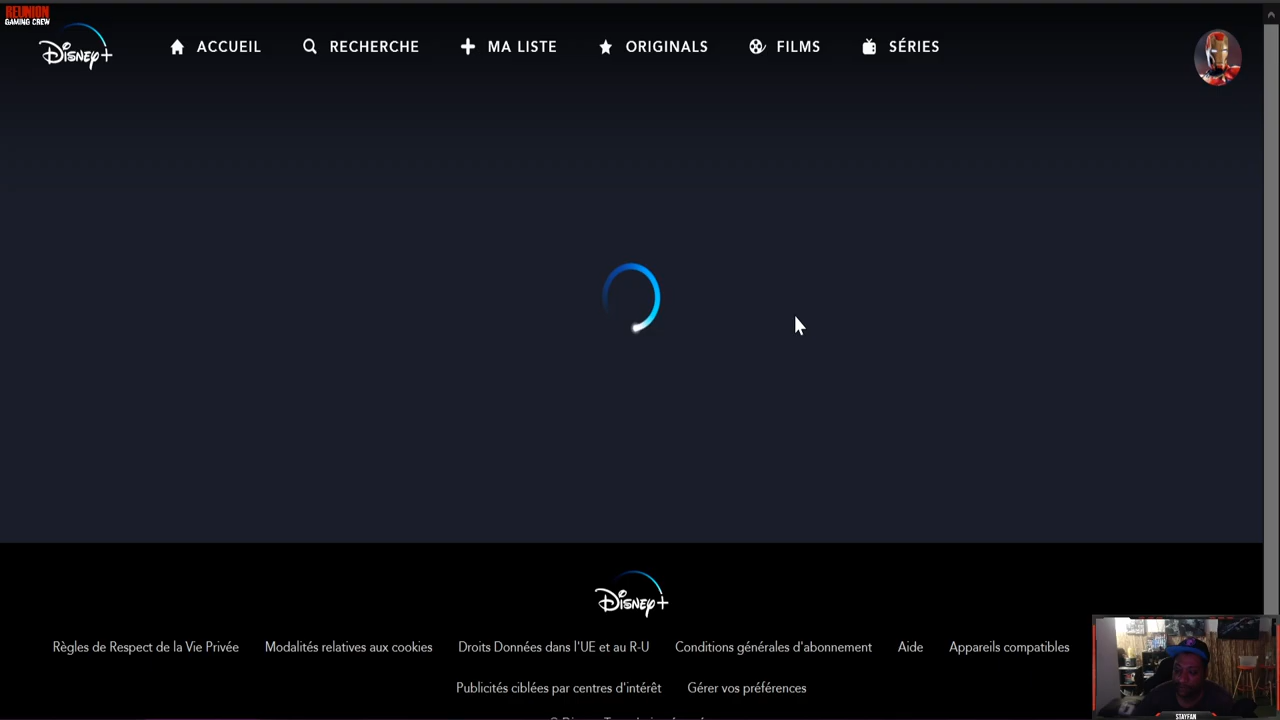 REUNION
GAMING CREW
Disney+
ACCUEIL
RECHERCHE
MA LISTE
ORIGINALS
FILMS
SÉRIES
Disney+
Règles de Respect de la Vie Privée
Modalités relatives aux cookies
Droits Données dans l'UE et au R-U
Conditions générales d'abonnement
Aide
Appareils compatibles
Publicités ciblées par centres d'intérêt
Gérer vos préférences
STAYFAN